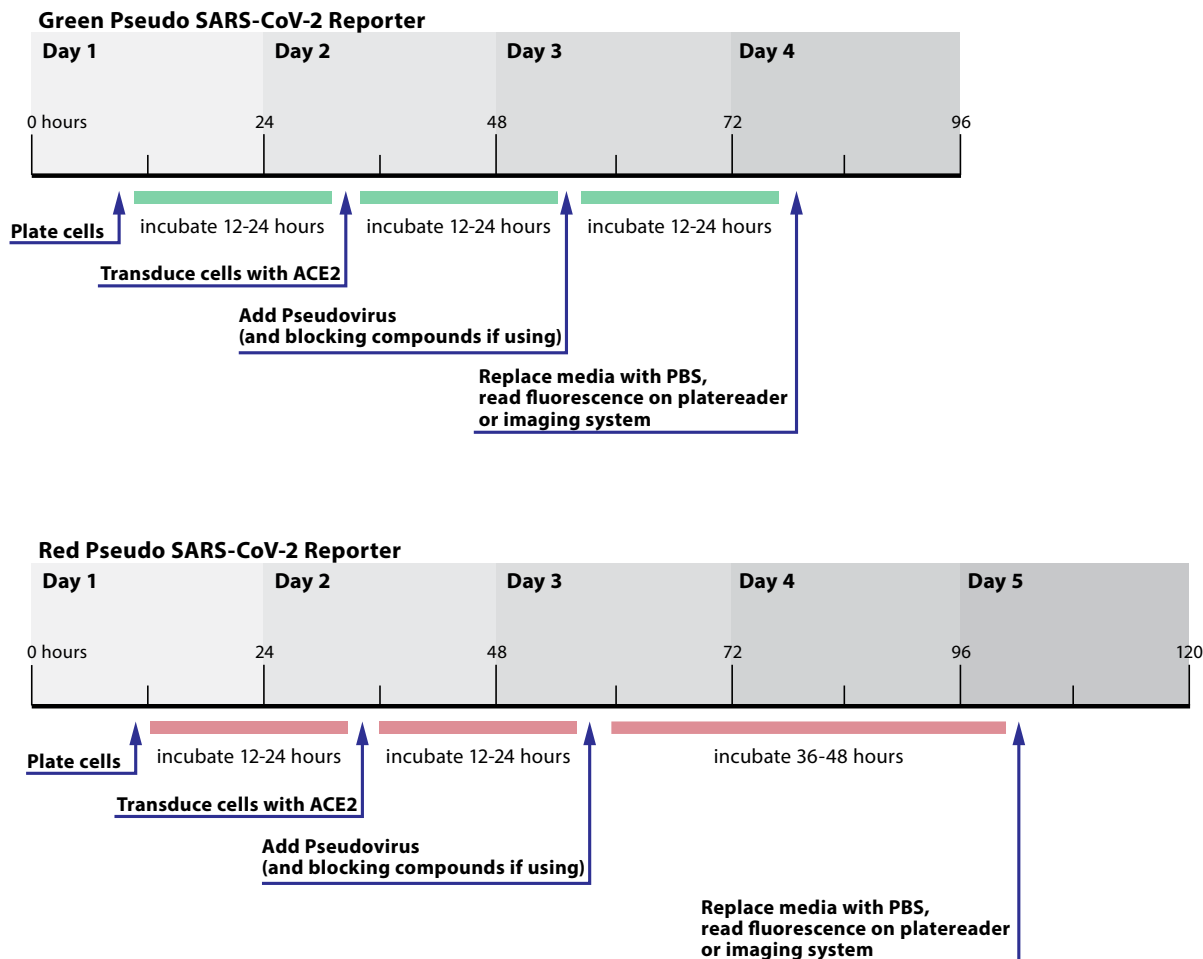 Green Pseudo SARS-CoV-2 Reporter
Day 1
Day 2
Day 3
Day 4
0 hours
24
48
72
96
Plate cells
incubate 12-24 hours
incubate 12-24 hours
incubate 12-24 hours
Transduce cells with ACE2
Add Pseudovirus
(and blocking compounds if using)
Replace media with PBS,
read fluorescence on platereader
or imaging system
Red Pseudo SARS-CoV-2 Reporter
Day 1
Day 2
Day 3
Day 4
Day 5
0 hours
24
48
72
96
120
Plate cells
incubate 12-24 hours
incubate 12-24 hours
incubate 36-48 hours
Transduce cells with ACE2
Add Pseudovirus
(and blocking compounds if using)
Replace media with PBS,
read fluorescence on platereader
or imaging system